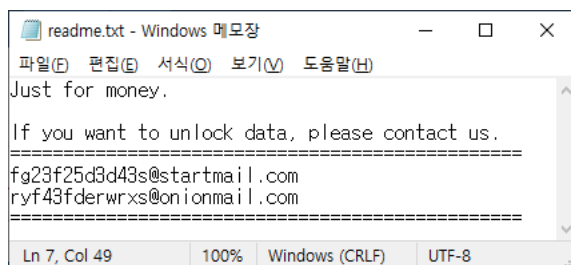 readme.txt - Windows 메모장
파일(F) 편집(E) 서식(O) 보기(V) 도움말(H)
Just for money.
If you want to unlock data, please contact us.
==================================================
fg23f25d3d43s@startmail.com
ryf43fderwrxs@onionmail.com
==================================================
Ln 7, Col 49 100% Windows (CRLF) UTF-8